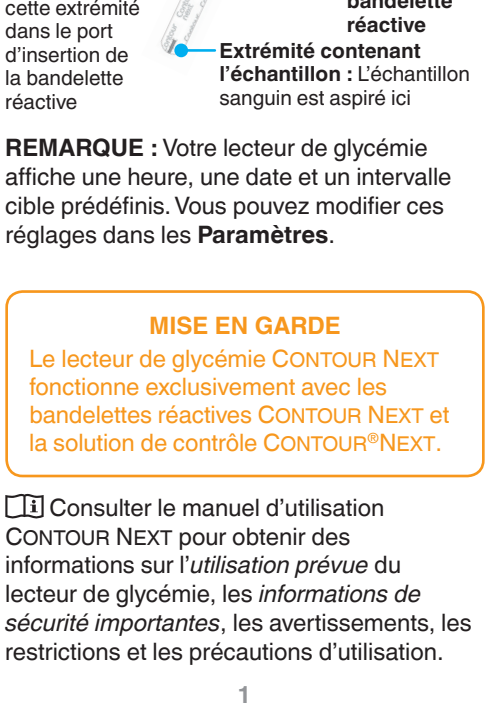 cette extrémité
dans le port
d'insertion de
la bandelette
réactive
bandelette
réactive
Extrémité contenant
l'échantillon : L'échantillon
sanguin est aspiré ici
REMARQUE : Votre lecteur de glycémie
affiche une heure, une date et un intervalle
cible prédéfinis. Vous pouvez modifier ces
réglages dans les Paramètres.
MISE EN GARDE
Le lecteur de glycémie CONTOUR NEXT
fonctionne exclusivement avec les
bandelettes réactives CONTOUR NEXT et
la solution de contrôle CONTOUR®NEXT.
Consulter le manuel d'utilisation
CONTOUR NEXT pour obtenir des
informations sur l'utilisation prévue du
lecteur de glycémie, les informations de
sécurité importantes, les avertissements, les
restrictions et les précautions d'utilisation.
1